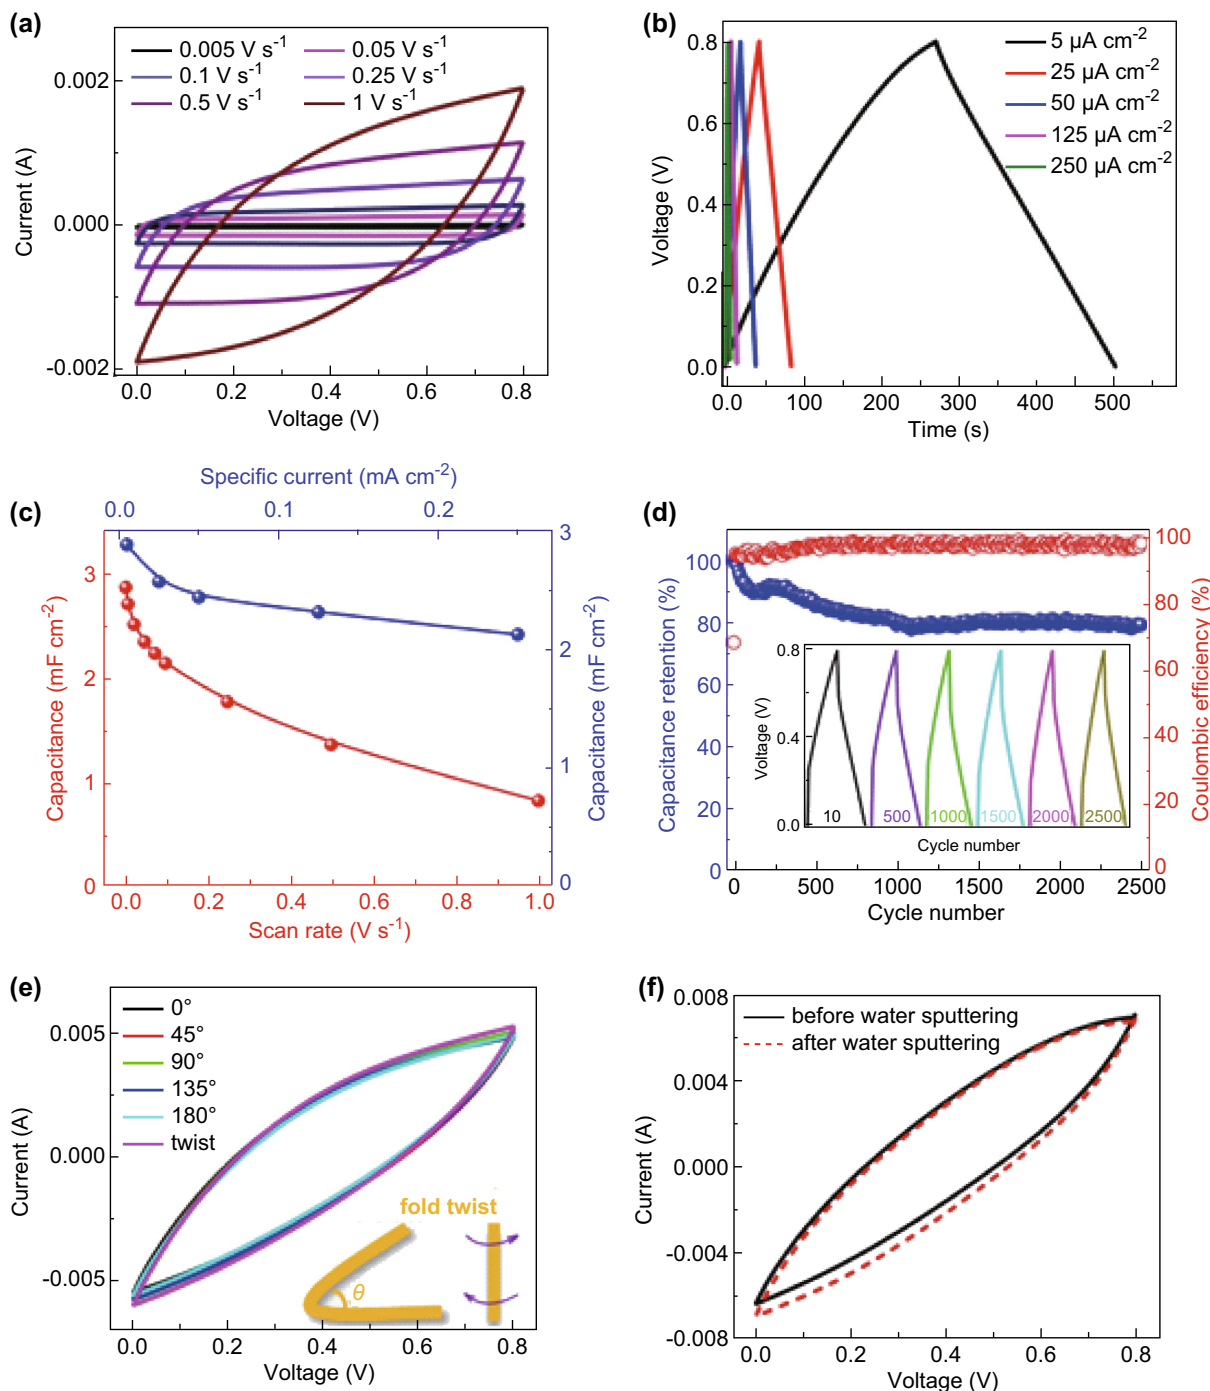 (a)
0.005 V s-1
0.05 V s-1
0.1 V s-1
0.25 V s-1
0.5 V s-1
1 V s-1
0.002
0.000
-0.002
Current (A)
0.0 0.2 0.4 0.6 0.8
Voltage (V)
(b)
5 µA cm-2
25 µA cm-2
50 µA cm-2
125 µA cm-2
250 µA cm-2
0.8
0.6
0.4
0.2
0.0
Voltage (V)
0.0 100 200 300 400 500
Time (s)
(c)
Specific current (mA cm-2)
0.0 0.1 0.2
3
2
1
0
Capacitance (mF cm-2)
3
2
1
0
Capacitance (mF cm-2)
0.0 0.2 0.4 0.6 0.8 1.0
Scan rate (V s-1)
(d)
100
80
60
40
20
0
Capacitance retention (%)
100
80
60
40
20
0
Coulombic efficiency (%)
0.8
0.4
0.0
Voltage (V)
10 500 1000 1500 2000 2500
Cycle number
0 500 1000 1500 2000 2500
Cycle number
(e)
0°
45°
90°
135°
180°
twist
0.005
0.000
-0.005
Current (A)
fold twist
θ
0.0 0.2 0.4 0.6 0.8
Voltage (V)
(f)
before water sputtering
after water sputtering
0.008
0.004
0.000
-0.004
-0.008
Current (A)
0.0 0.2 0.4 0.6 0.8
Voltage (V)